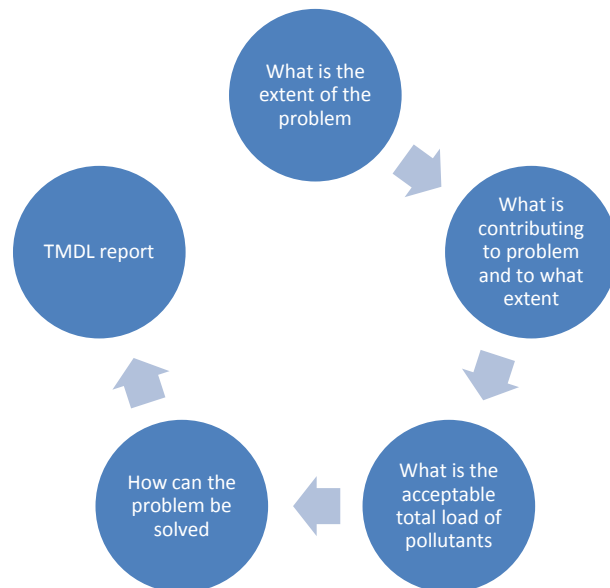 What is the
extent of the
problem
What is
contributing
to problem
and to what
extent
What is the
acceptable
total load of
pollutants
How can the
problem be
solved
TMDL report